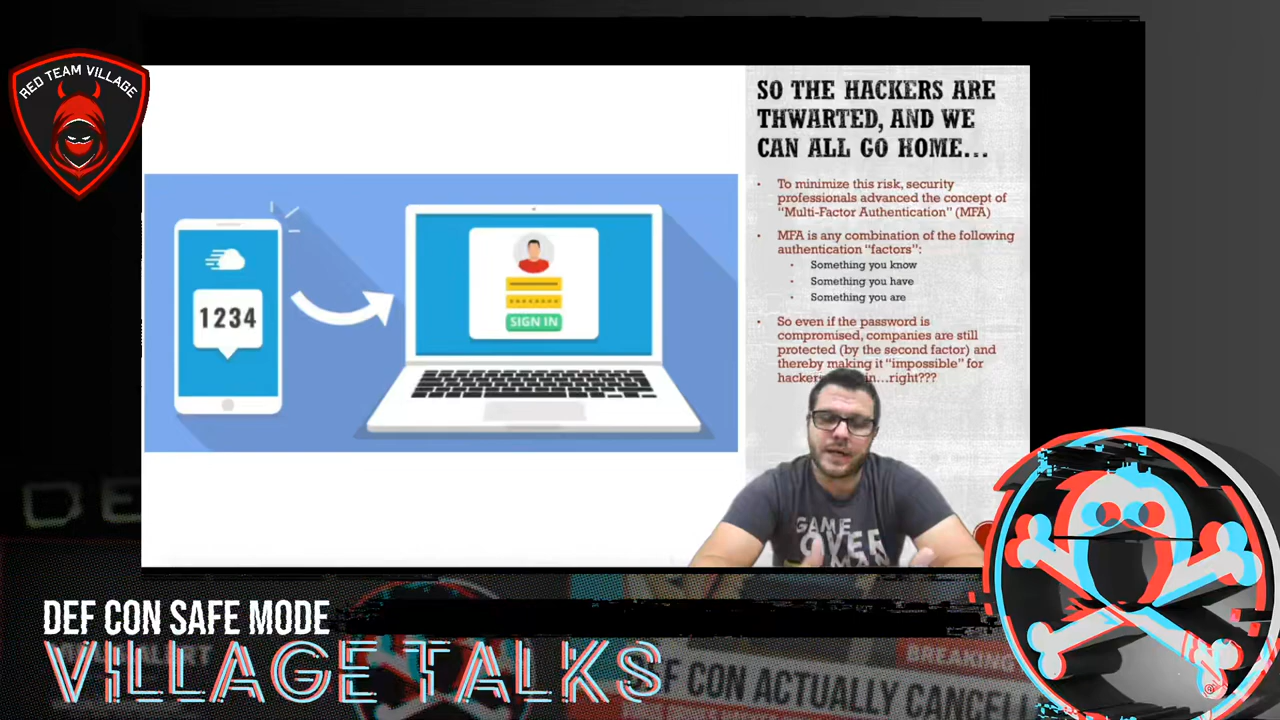 RED TEAM VILLAGE
SO THE HACKERS ARE
THWARTED, AND WE
CAN ALL GO HOME…
• To minimize this risk, security
professionals advanced the concept of
“Multi-Factor Authentication” (MFA)
• MFA is any combination of the following
authentication “factors”:
• Something you know
• Something you have
• Something you are
• So even if the password is
compromised, companies are still
protected (by the second factor) and
thereby making it “impossible” for
hackers in…right???
1234
SIGN IN
GAME
OVER
MAN
DEF CON SAFE MODE
VILLAGE TALKS
BREAKING
DEF CON ACTUALLY CANCELL